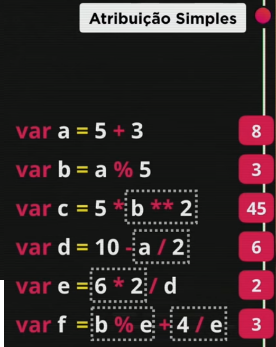 Atribuição Simples
var a = 5 + 3 8
var b = a % 5 3
var c = 5 * b ** 2 45
var d = 10 - a / 2 6
var e = 6 * 2 / d 2
var f = b % e + 4 / e 3